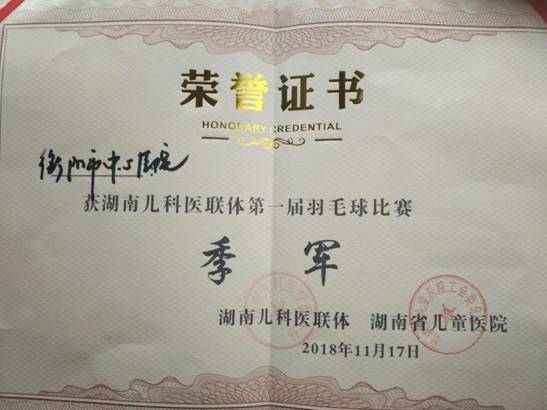 荣誉证书
HONORARY CREDENTIAL
衡阳市中心医院
获湖南儿科医联体第一届羽毛球比赛
季军
湖南儿科医联体 湖南省儿童医院
2018年11月17日